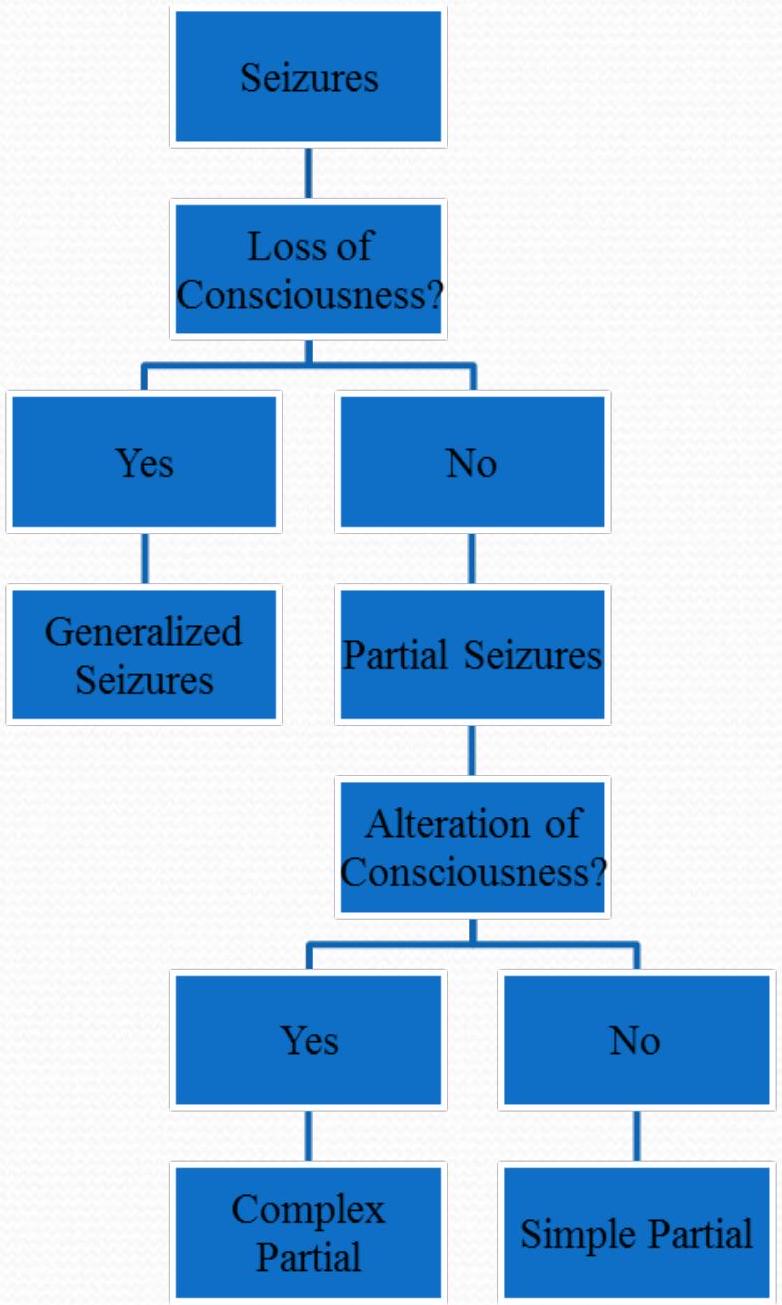 Seizures
Loss of
Consciousness?
Yes
No
Generalized
Seizures
Partial Seizures
Alteration of
Consciousness?
Yes
No
Complex
Partial
Simple Partial